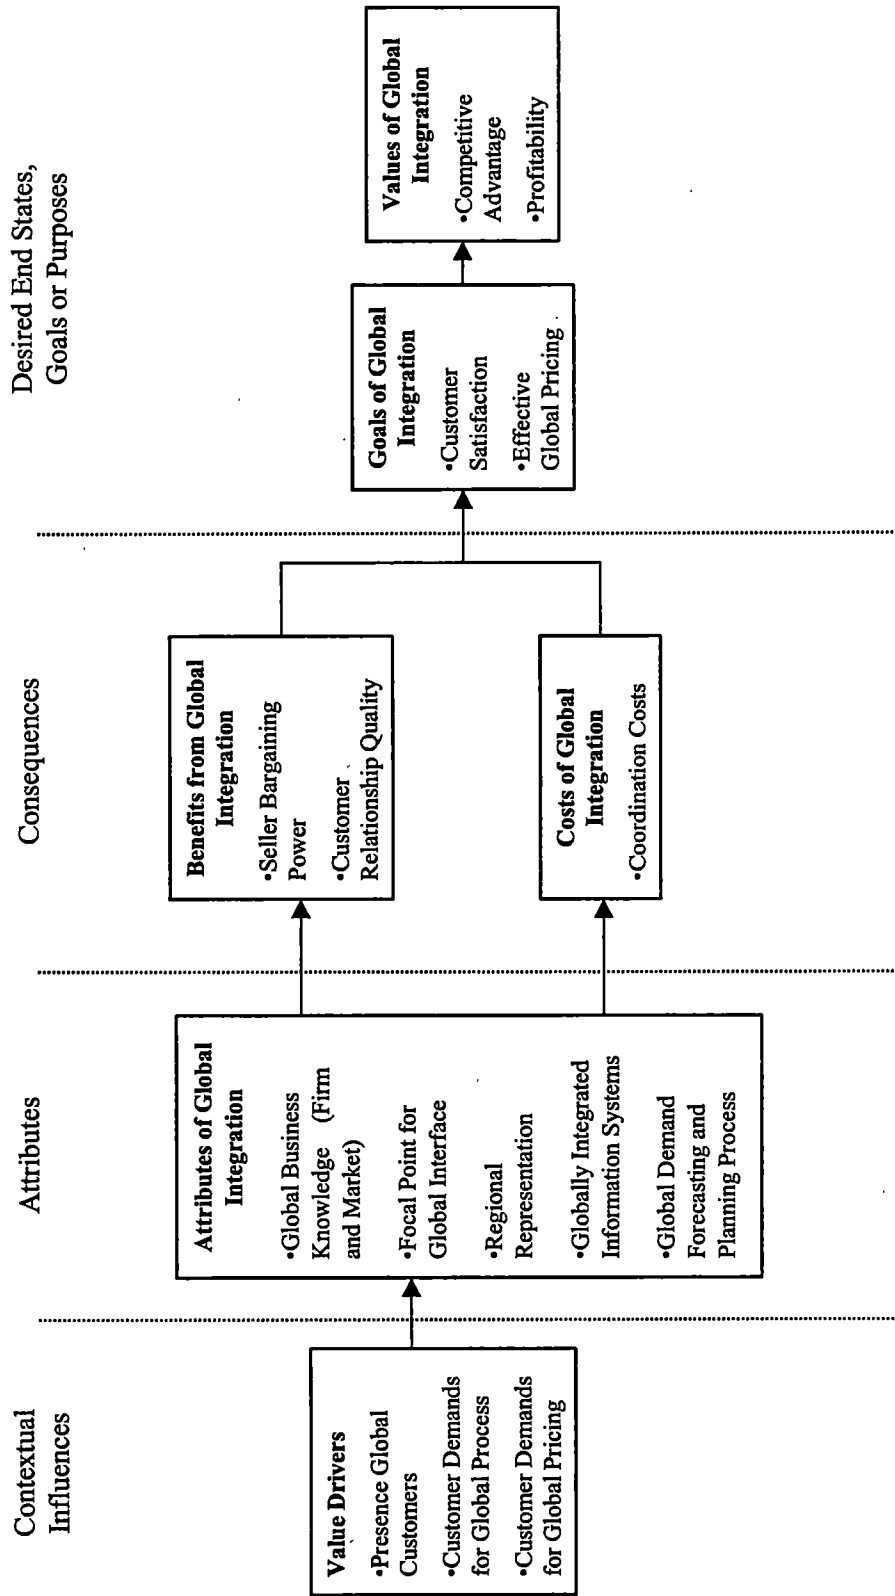 Contextual
Influences
Attributes
Consequences
Desired End States,
Goals or Purposes
Value Drivers
•Presence Global
Customers
•Customer Demands
for Global Process
•Customer Demands
for Global Pricing
Attributes of Global
Integration
•Global Business
Knowledge (Firm
and Market)
•Focal Point for
Global Interface
•Regional
Representation
•Globally Integrated
Information Systems
•Global Demand
Forecasting and
Planning Process
Benefits from Global
Integration
•Seller Bargaining
Power
•Customer
Relationship Quality
Costs of Global
Integration
•Coordination Costs
Goals of Global
Integration
•Customer
Satisfaction
•Effective
Global Pricing
Values of Global
Integration
•Competitive
Advantage
•Profitability